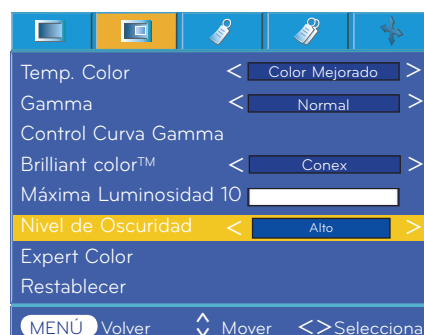 Temp. Color < Color Mejorado >
Gamma < Normal >
Control Curva Gamma
Brilliant color™ < Conex >
Máxima Luminosidad 10
Nivel de Oscuridad < Alto >
Expert Color
Restablecer
MENÚ Volver Mover <> Selecciona